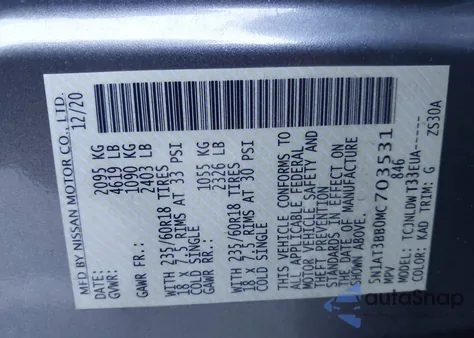 MFD BY NISSAN MOTOR CO., LTD.
12/20
GVWR: 2095 KG
4619 LB
GAWR FR: 1090 KG
2403 LB
WITH 235/60R18 TIRES
18 X 7.5 RIMS AT 33 PSI
COLD SINGLE
GAWR RR: 1055 KG
2326 LB
WITH 235/60R18 TIRES
18 X 7.5 RIMS AT 30 PSI
COLD SINGLE
THIS VEHICLE CONFORMS TO
ALL APPLICABLE FEDERAL
MOTOR VEHICLE SAFETY AND
THEFT PREVENTION
STANDARDS IN EFFECT ON
THE DATE OF MANUFACTURE
SHOWN ABOVE.
5N1AT3BB0MC703531
MPV 846
MODEL: TCJNLDWT33EUA-
COLOR: KAD TRIM: G
ZS30A
autoSnap